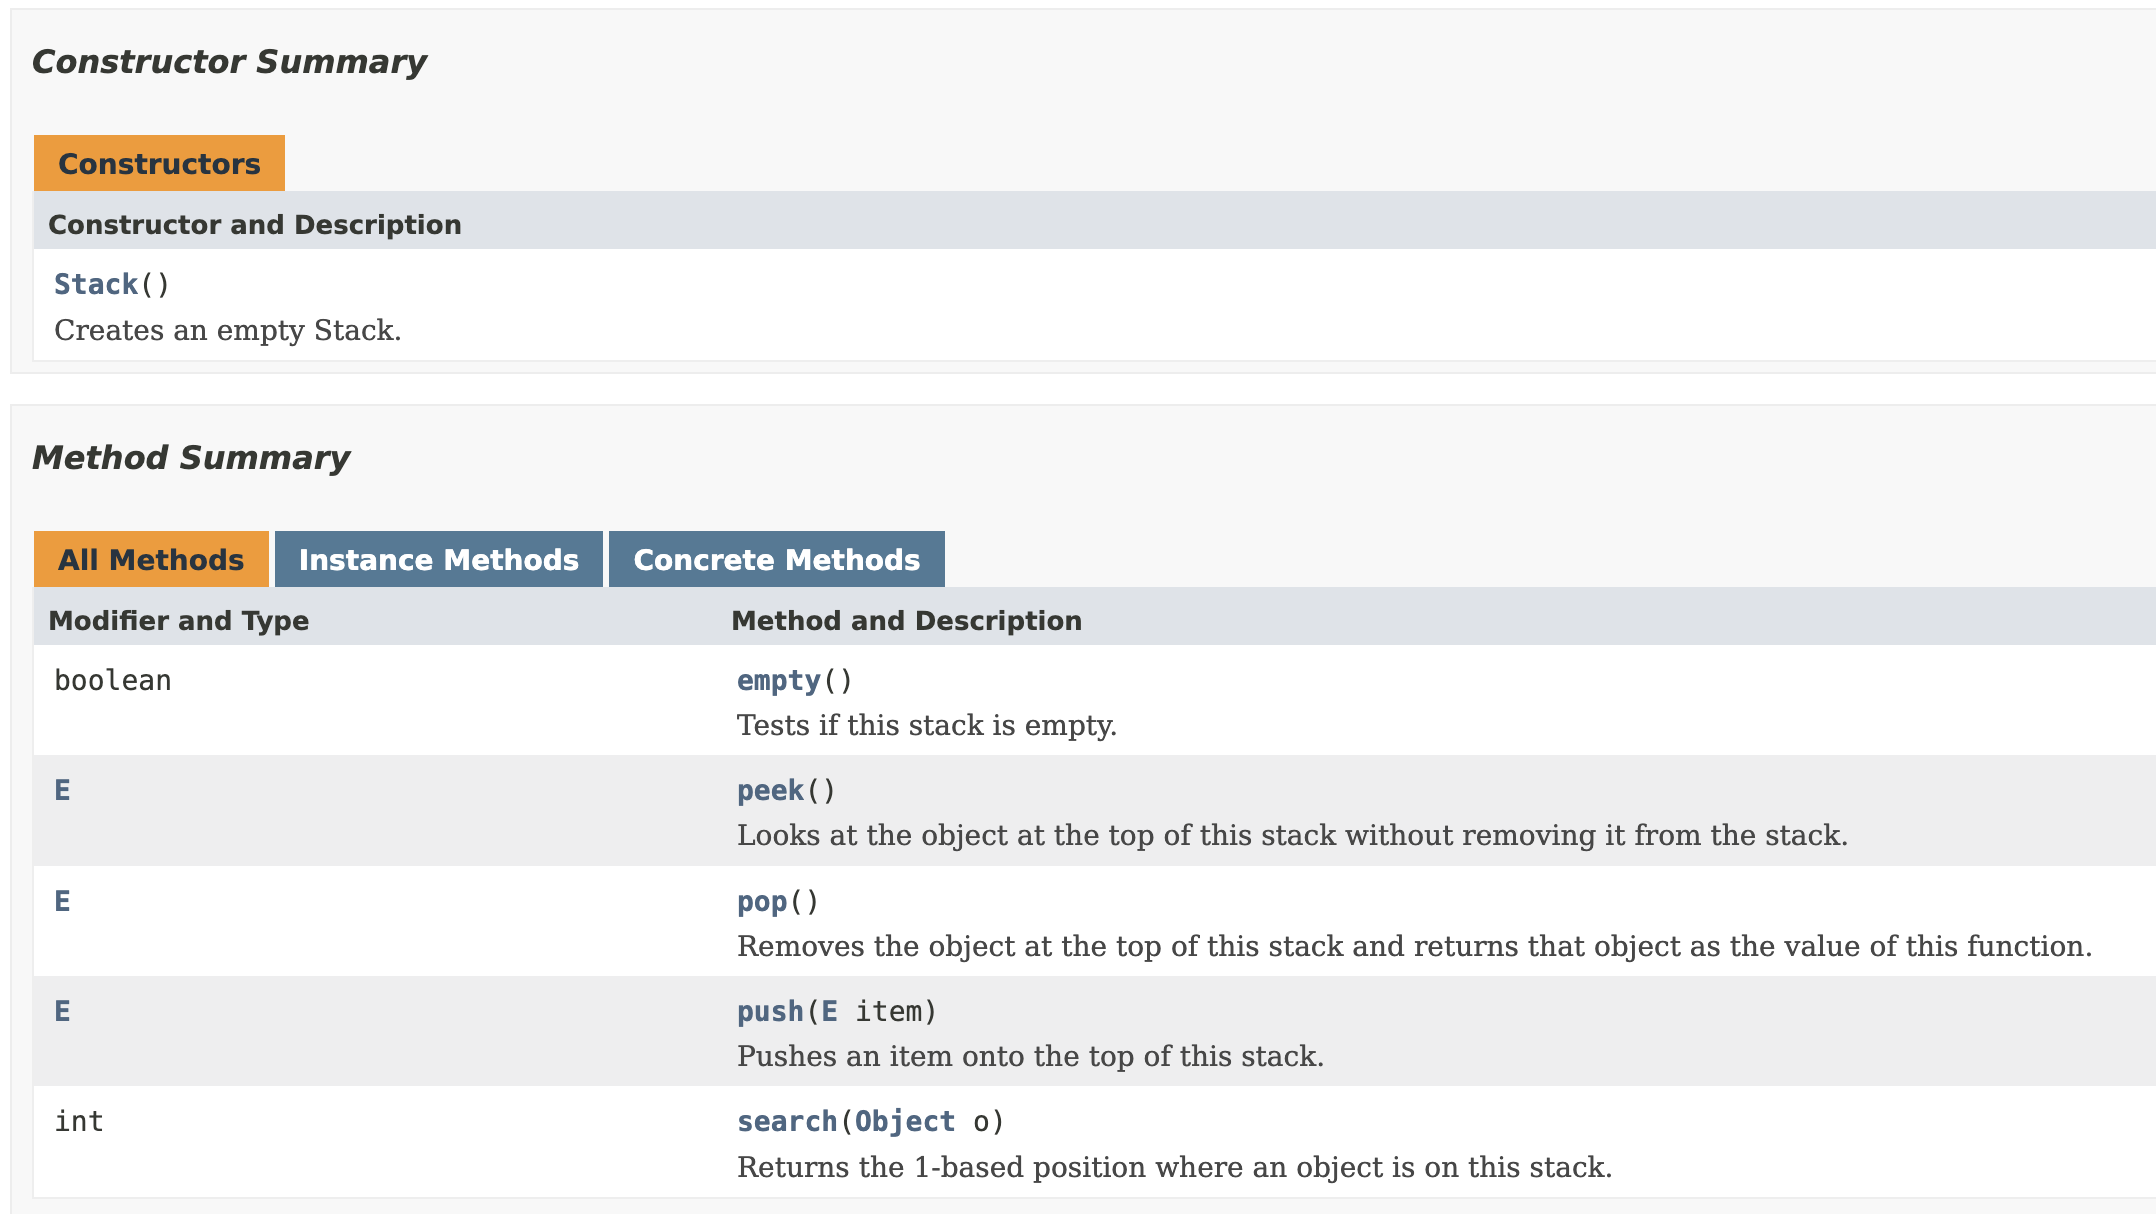 Constructor Summary
Constructors
Constructor and Description
Stack()
Creates an empty Stack.
Method Summary
All Methods Instance Methods Concrete Methods
Modifier and Type Method and Description
boolean empty()
Tests if this stack is empty.
E peek()
Looks at the object at the top of this stack without removing it from the stack.
E pop()
Removes the object at the top of this stack and returns that object as the value of this function.
E push(E item)
Pushes an item onto the top of this stack.
int search(Object o)
Returns the 1-based position where an object is on this stack.